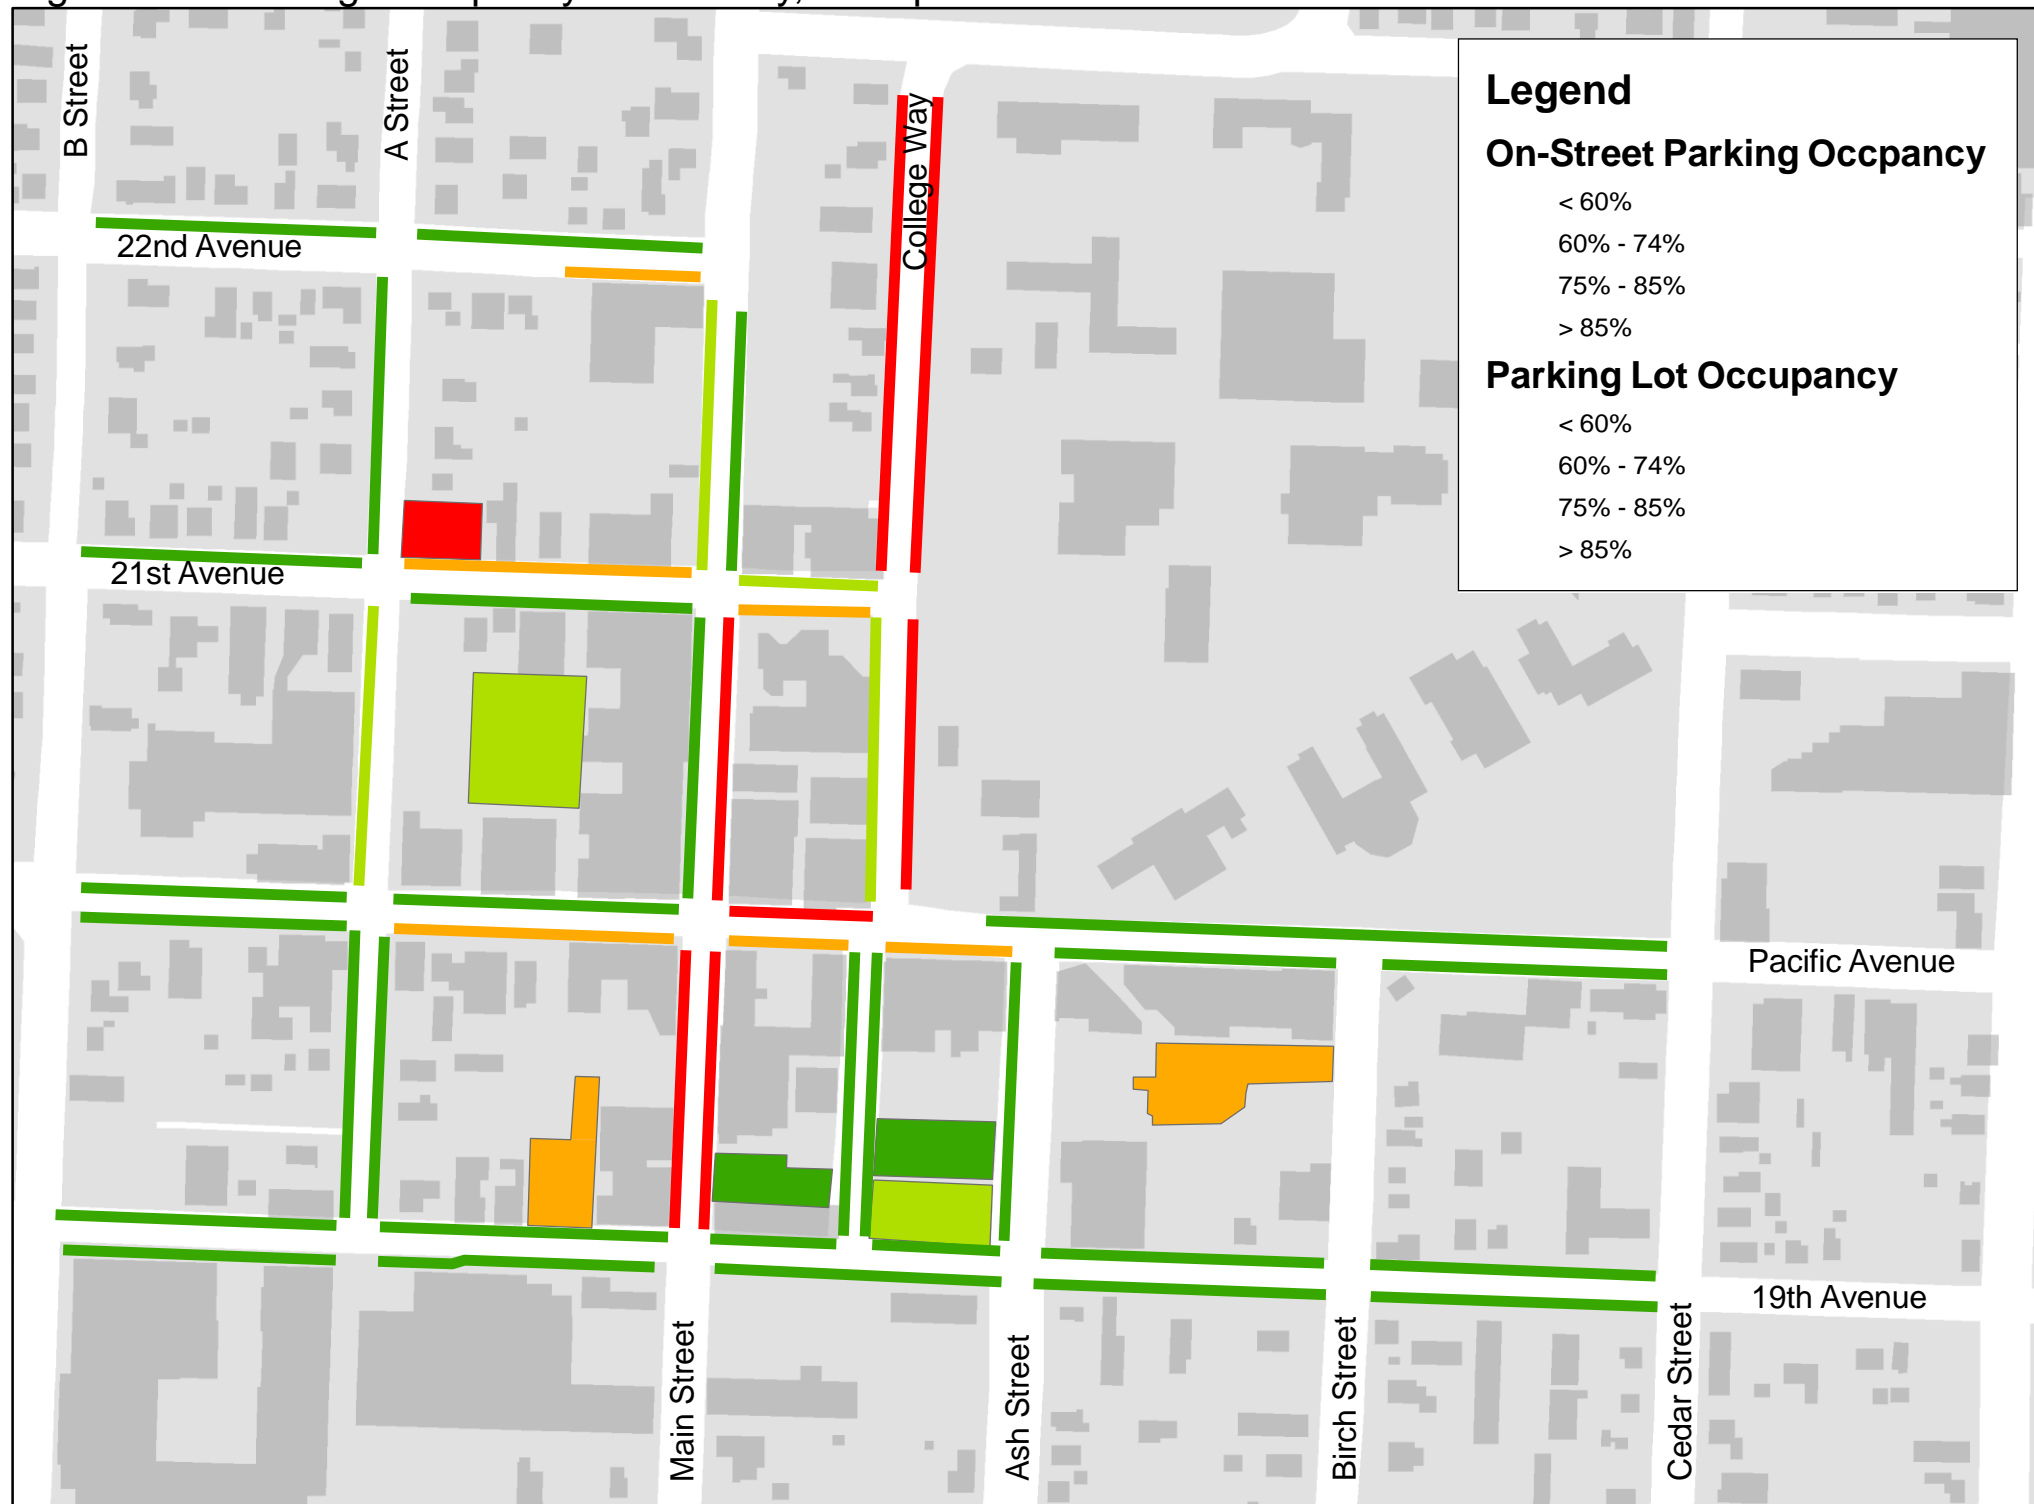 B Street
A Street
College Way
Legend
On-Street Parking Occpancy
< 60%
60% - 74%
75% - 85%
> 85%
Parking Lot Occupancy
< 60%
60% - 74%
75% - 85%
> 85%
22nd Avenue
21st Avenue
Pacific Avenue
19th Avenue
Main Street
Ash Street
Birch Street
Cedar Street